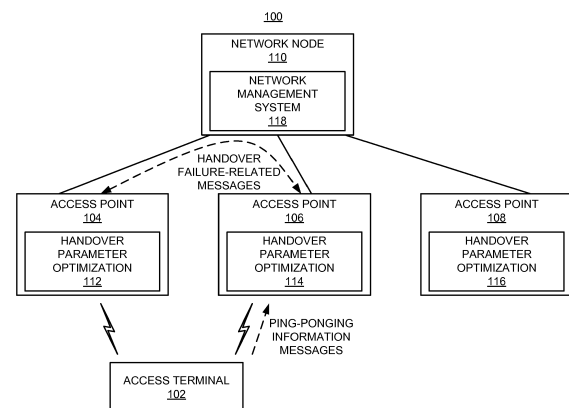 100
NETWORK NODE
110
NETWORK
MANAGEMENT
SYSTEM
118
HANDOVER
FAILURE-RELATED
MESSAGES
ACCESS POINT
104
HANDOVER
PARAMETER
OPTIMIZATION
112
ACCESS POINT
106
HANDOVER
PARAMETER
OPTIMIZATION
114
ACCESS POINT
108
HANDOVER
PARAMETER
OPTIMIZATION
116
PING-PONGING
INFORMATION
MESSAGES
ACCESS TERMINAL
102